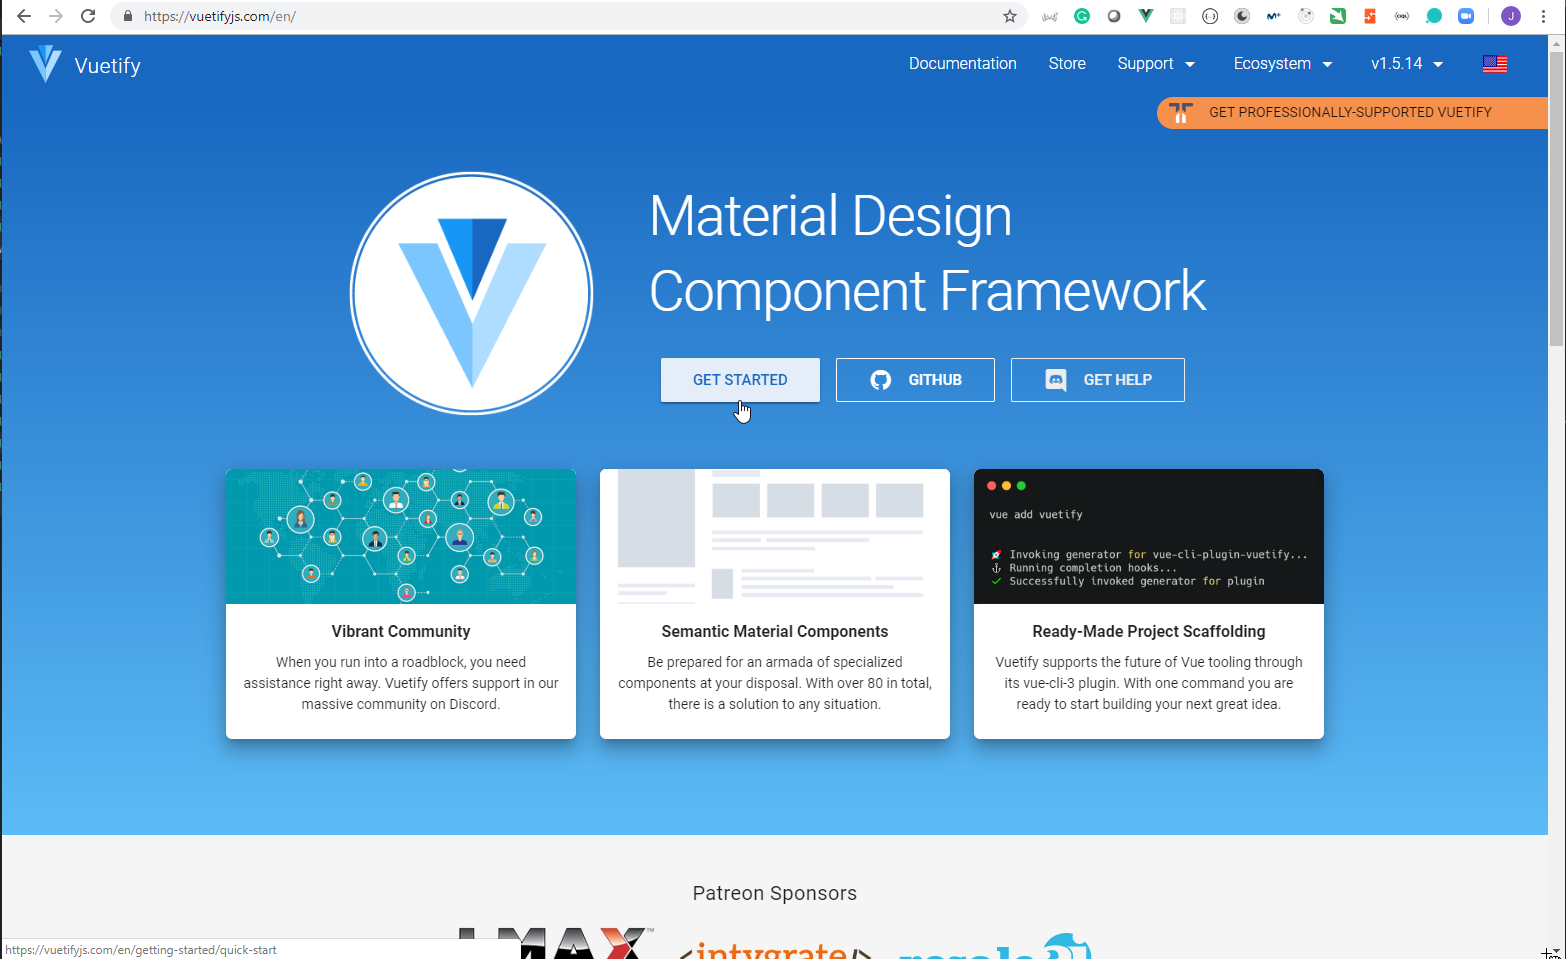 https://vuetifyjs.com/en/
Vuetify
Documentation
Store
Support
Ecosystem
v1.5.14
GET PROFESSIONALLY-SUPPORTED VUETIFY
Material Design
Component Framework
GET STARTED
GITHUB
GET HELP
Vibrant Community
When you run into a roadblock, you need
assistance right away. Vuetify offers support in our
massive community on Discord.
Semantic Material Components
Be prepared for an armada of specialized
components at your disposal. With over 80 in total,
there is a solution to any situation.
vue add vuetify
Invoking generator for vue-cli-plugin-vuetify...
Running completion hooks...
Successfully invoked generator for plugin
Ready-Made Project Scaffolding
Vuetify supports the future of Vue tooling through
its vue-cli-3 plugin. With one command you are
ready to start building your next great idea.
Patreon Sponsors
LMAX
<intygrate/>
https://vuetifyjs.com/en/getting-started/quick-start